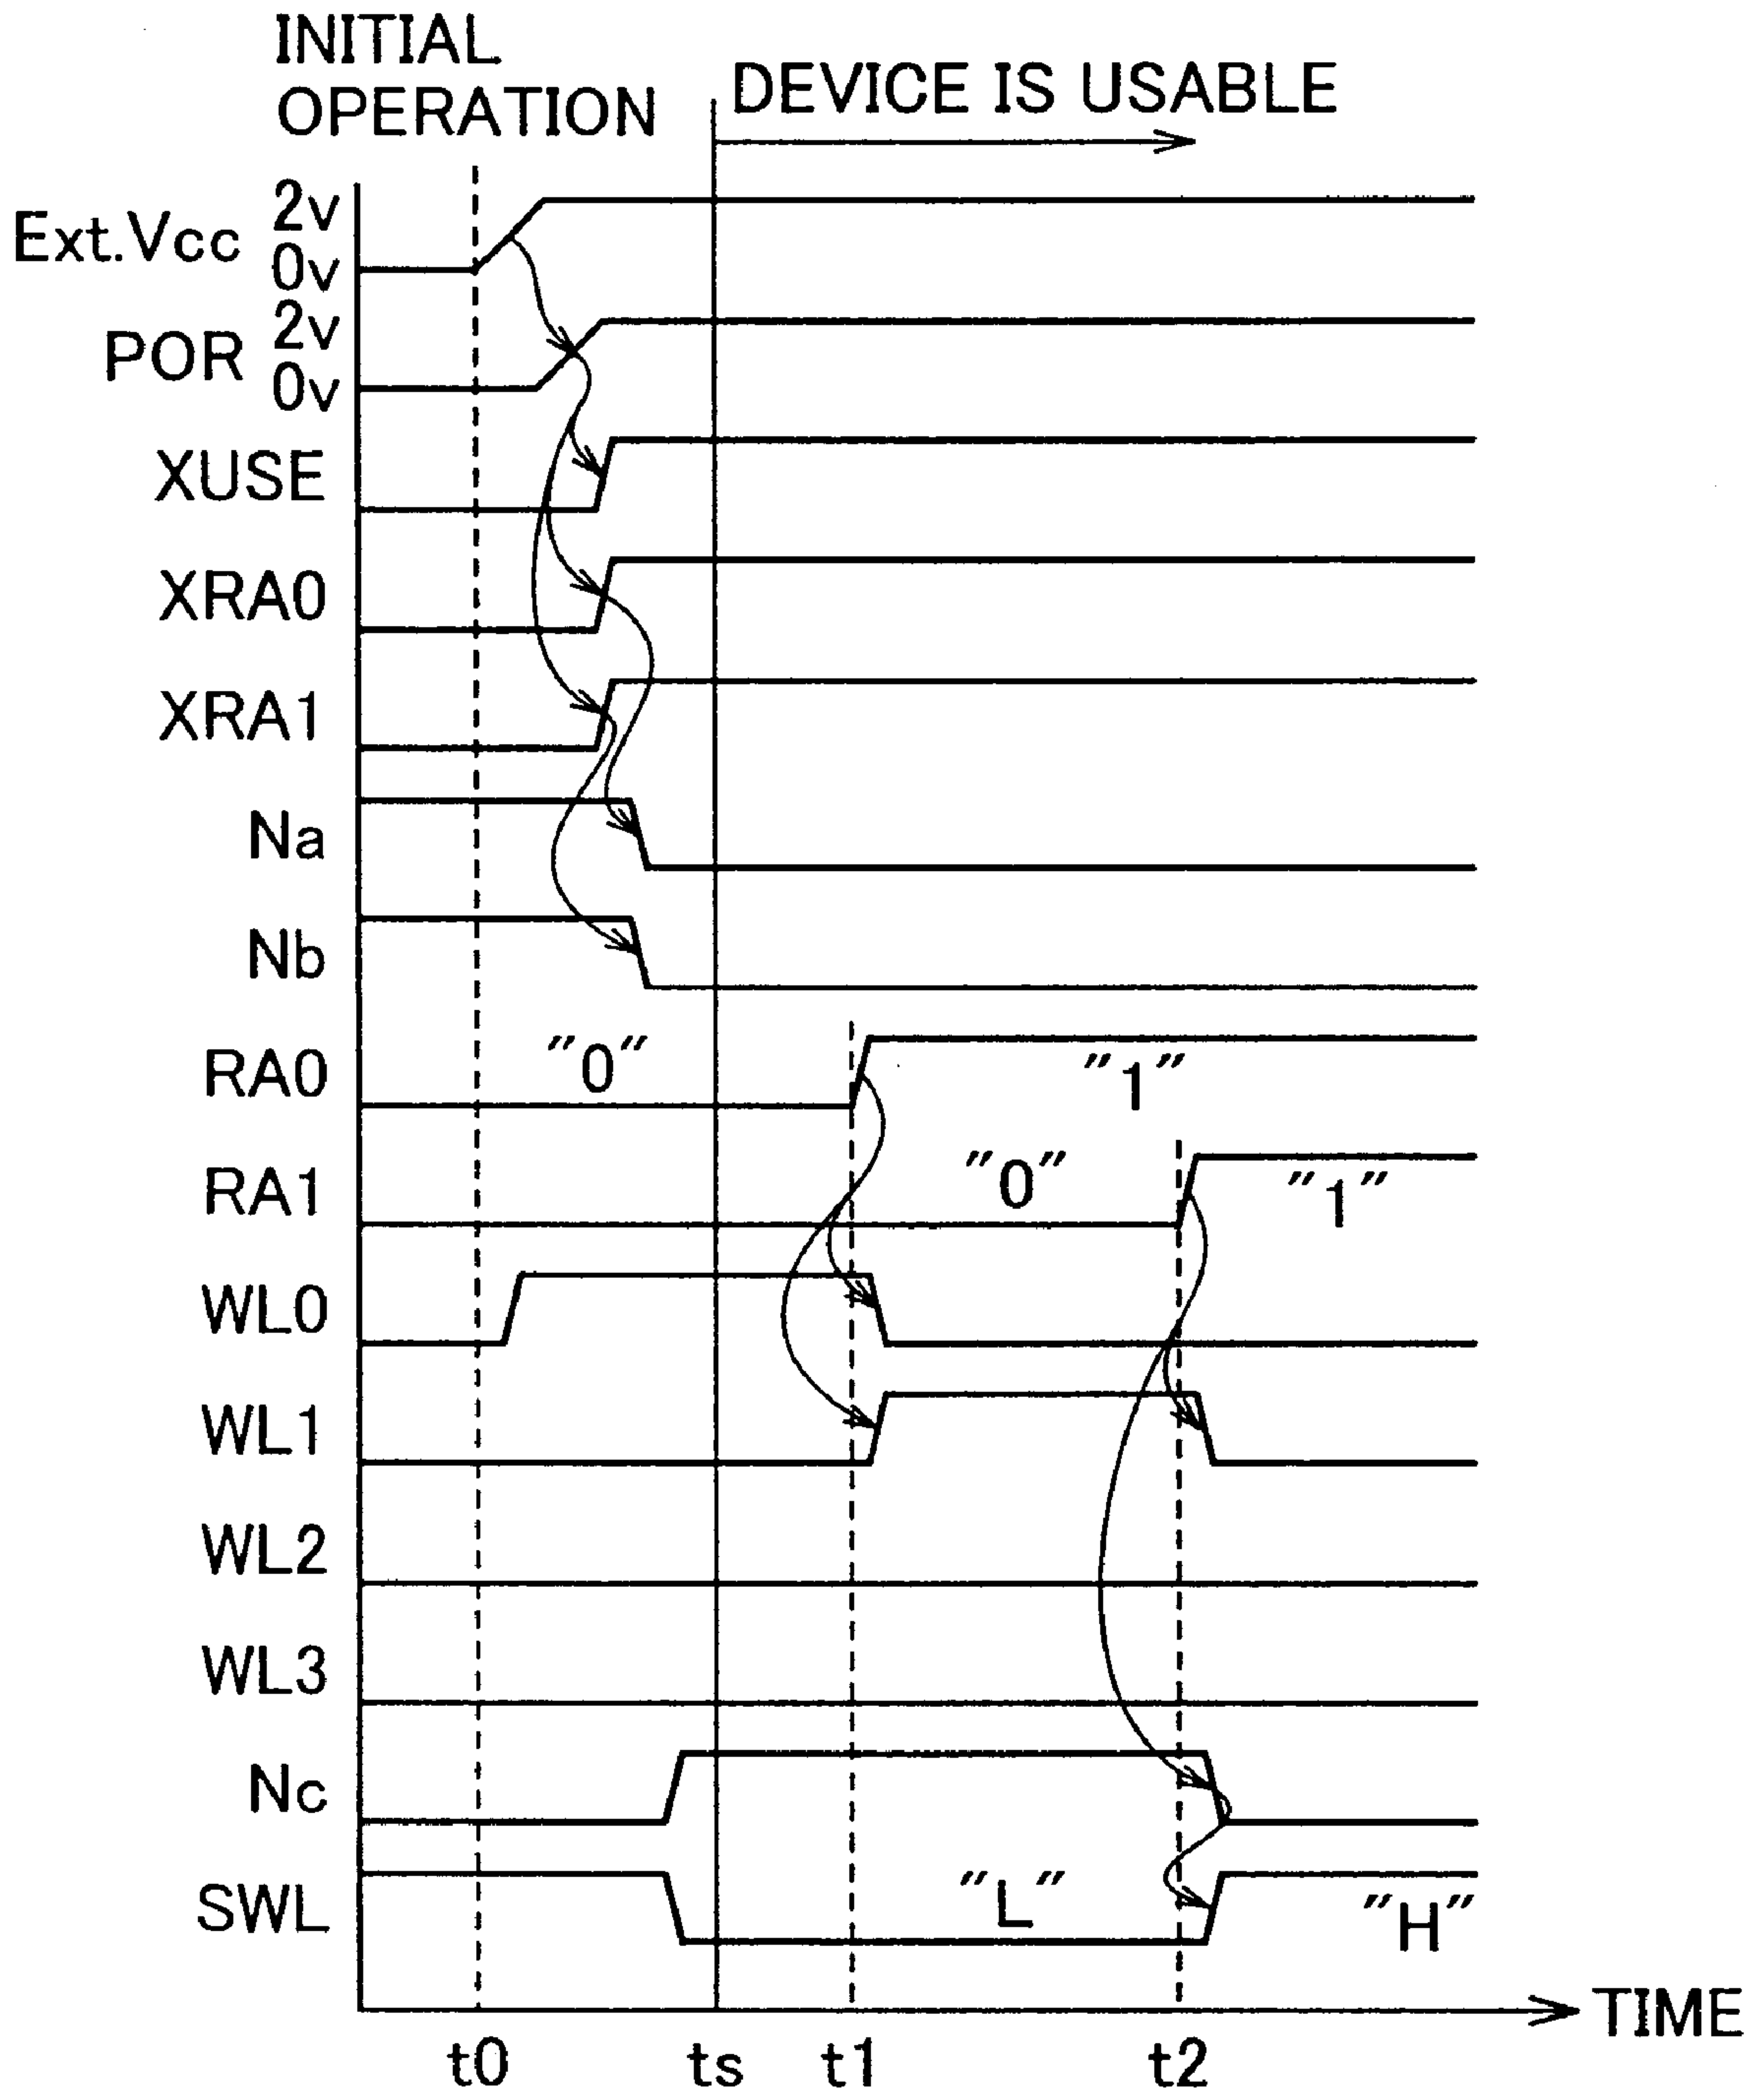 INITIAL
OPERATION
DEVICE IS USABLE
Ext.Vcc 2v
0v
POR 2v
0v
XUSE
XRA0
XRA1
Na
Nb
RA0 "0" "1"
RA1 "0" "1"
WL0
WL1
WL2
WL3
Nc
SWL "L" "H"
TIME
t0 ts t1 t2